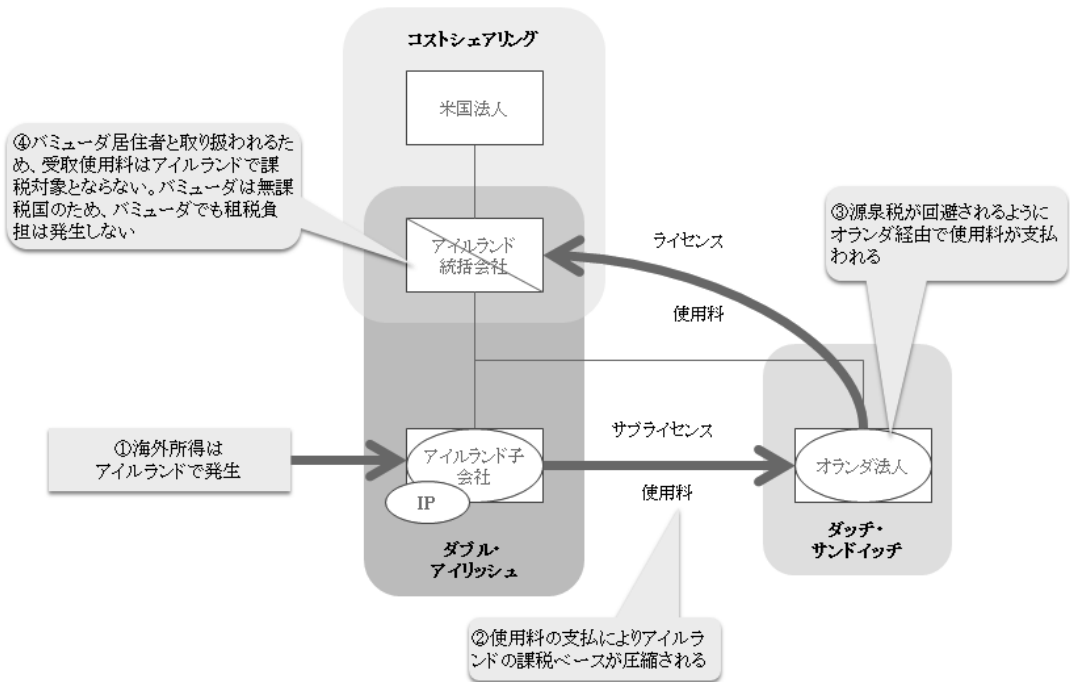 コストシェアリング
米国法人
④バミューダ居住者と取り扱われるた
め、受取使用料はアイルランドで課
税対象とならない。バミューダは無課
税国のため、バミューダでも租税負
担は発生しない
アイルランド
統括会社
ライセンス
使用料
③源泉税が回避されるように
オランダ経由で使用料が支払
われる
①海外所得は
アイルランドで発生
アイルランド子
会社
IP
サブライセンス
使用料
オランダ法人
ダブル・
アイリッシュ
ダッチ・
サンドイッチ
②使用料の支払によりアイルラ
ンドの課税ベースが圧縮される